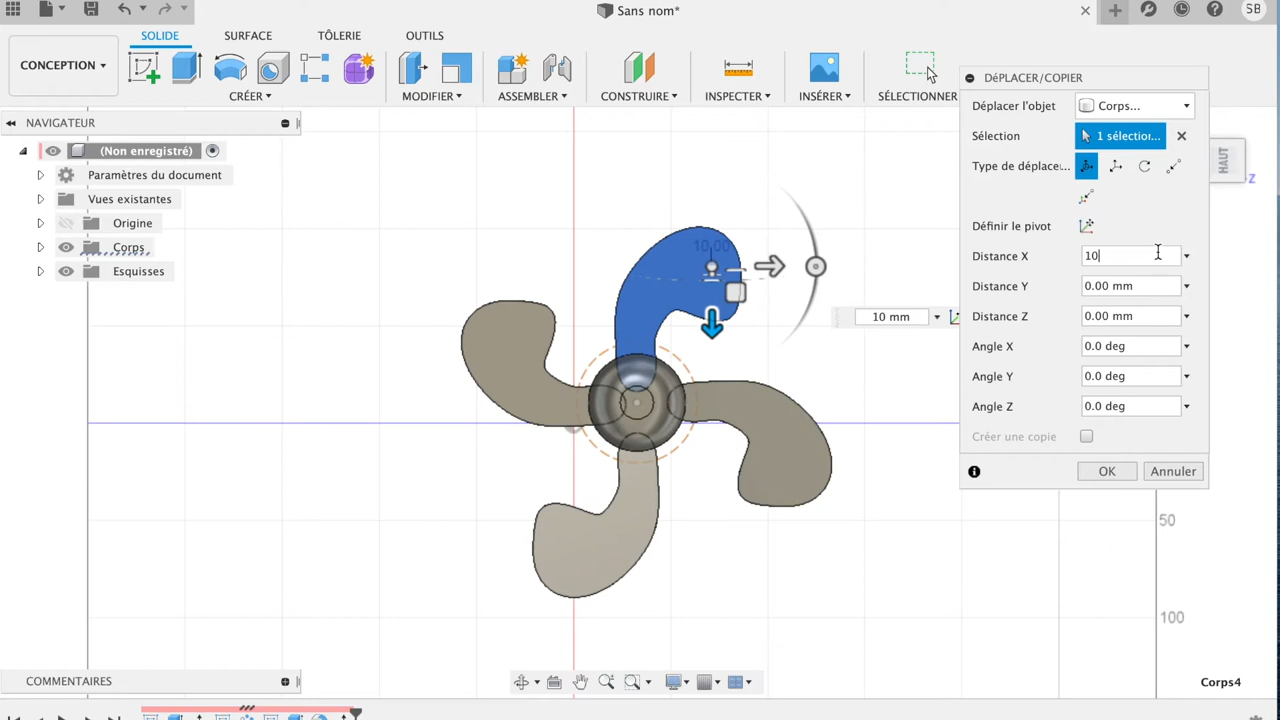 Sans nom*
SB
SOLIDE
SURFACE
TÔLERIE
OUTILS
CONCEPTION
CRÉER
MODIFIER
ASSEMBLER
CONSTRUIRE
INSPECTER
INSÉRER
SÉLECTIONNER
NAVIGATEUR
(Non enregistré)
Paramètres du document
Vues existantes
Origine
Corps
Esquisses
DéPLACER/COPIER
Déplacer l'objet
Corps...
Sélection
1 sélectior...
Type de déplace...
Définir le pivot
Distance X
10
Distance Y
0.00 mm
Distance Z
0.00 mm
Angle X
0.0 deg
Angle Y
0.0 deg
Angle Z
0.0 deg
Créer une copie
OK
Annuler
HAUT
Z
10.00
10 mm
50
100
COMMENTAIRES
Corps4